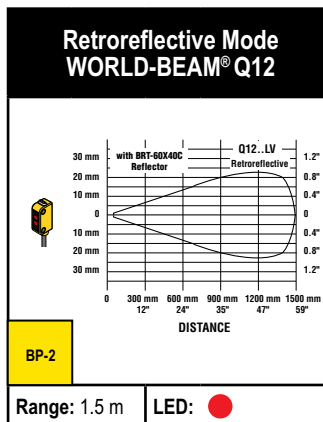 Retroreflective Mode
WORLD-BEAM® Q12
with BRT-60X40C
Reflector
Q12..LV
Retroreflective
30 mm 1.2"
20 mm 0.8"
10 mm 0.4"
0 0
10 mm 0.4"
20 mm 0.8"
30 mm 1.2"
0 300 mm 600 mm 900 mm 1200 mm 1500 mm
12" 24" 35" 47" 59"
DISTANCE
BP-2
Range: 1.5 m LED: